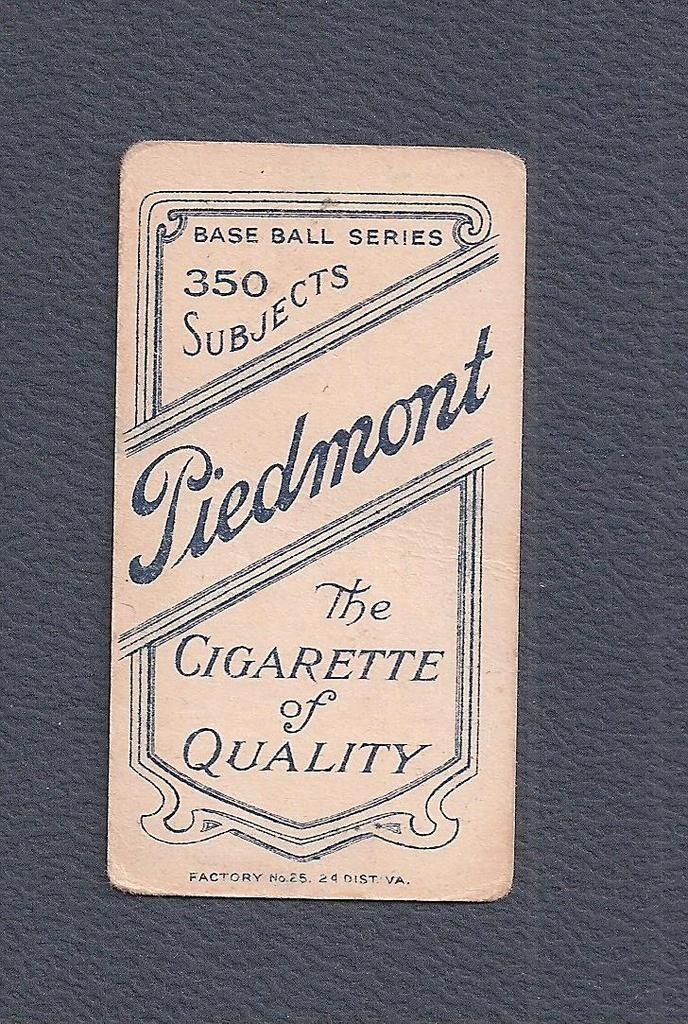 BASE BALL SERIES
350
SUBJECTS
Piedmont
The
CIGARETTE
of
QUALITY
FACTORY No. 25. 2d DIST. VA.